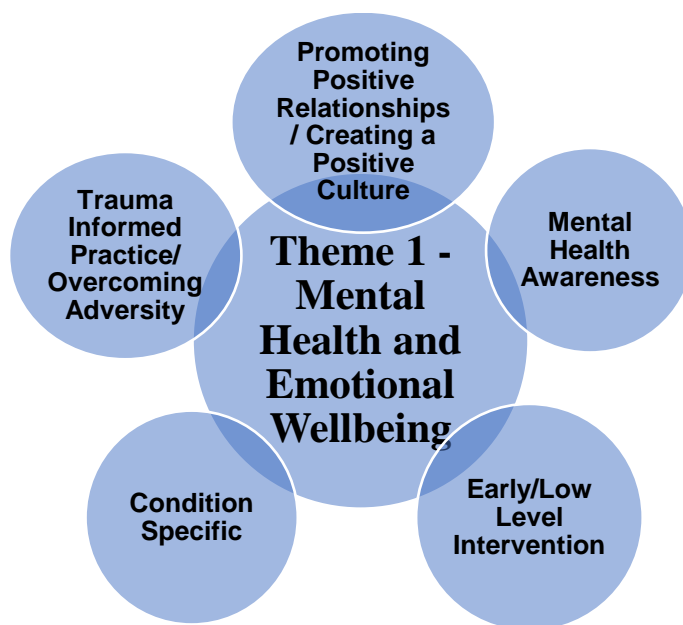 Promoting
Positive
Relationships
/ Creating a
Positive
Culture
Trauma
Informed
Practice/
Overcoming
Adversity
Mental
Health
Awareness
Theme 1 -
Mental
Health and
Emotional
Wellbeing
Condition
Specific
Early/Low
Level
Intervention